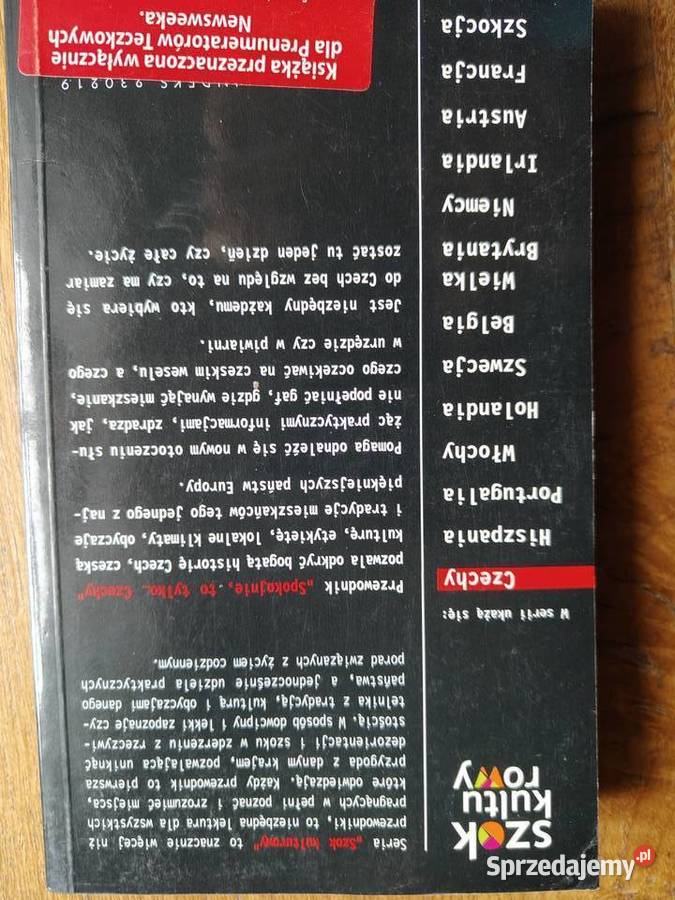 szok
kultu
rowy
Seria „Szok kulturowy” to znacznie więcej niż
przewodniki, to niezbędna lektura dla wszystkich
pragnących w pełni poznać i zrozumieć miejsca,
które odwiedzają. Każdy przewodnik to pierwsza
przygoda z danym krajem, pozwalająca uniknąć
dezorientacji i szoku w zderzeniu z rzeczywi-
stością. W sposób dowcipny i lekki zapoznaje czy-
telnika z tradycją, kulturą i obyczajami danego
państwa, a jednocześnie udziela praktycznych
porad związanych z życiem codziennym.
Przewodnik „Spokojnie, to tylko… Czechy”
pozwala odkryć bogatą historię Czech, czeską
kulturę, etykietę, lokalne klimaty, obyczaje
i tradycje mieszkańców tego jednego z naj-
piękniejszych państw Europy.
Pomaga odnaleźć się w nowym otoczeniu słu-
żąc praktycznymi informacjami, zdradza, jak
nie popełniać gaf, gdzie wynająć mieszkanie,
czego oczekiwać na czeskim weselu, a czego
w urzędzie czy w piwiarni.
Jest niezbędny każdemu, kto wybiera się
do Czech bez względu na to, czy ma zamiar
zostać tu jeden dzień, czy całe życie.
W serii ukażą się:
Czechy
Hiszpania
Portugalia
Włochy
Holandia
Szwecja
Belgia
Wielka
Brytania
Niemcy
Irlandia
Austria
Francja
Szkocja
INDEKS 230219
Książka przeznaczona wyłącznie
dla Prenumeratorów Teczkowych
Newsweeka.
Sprzedajemy.pl